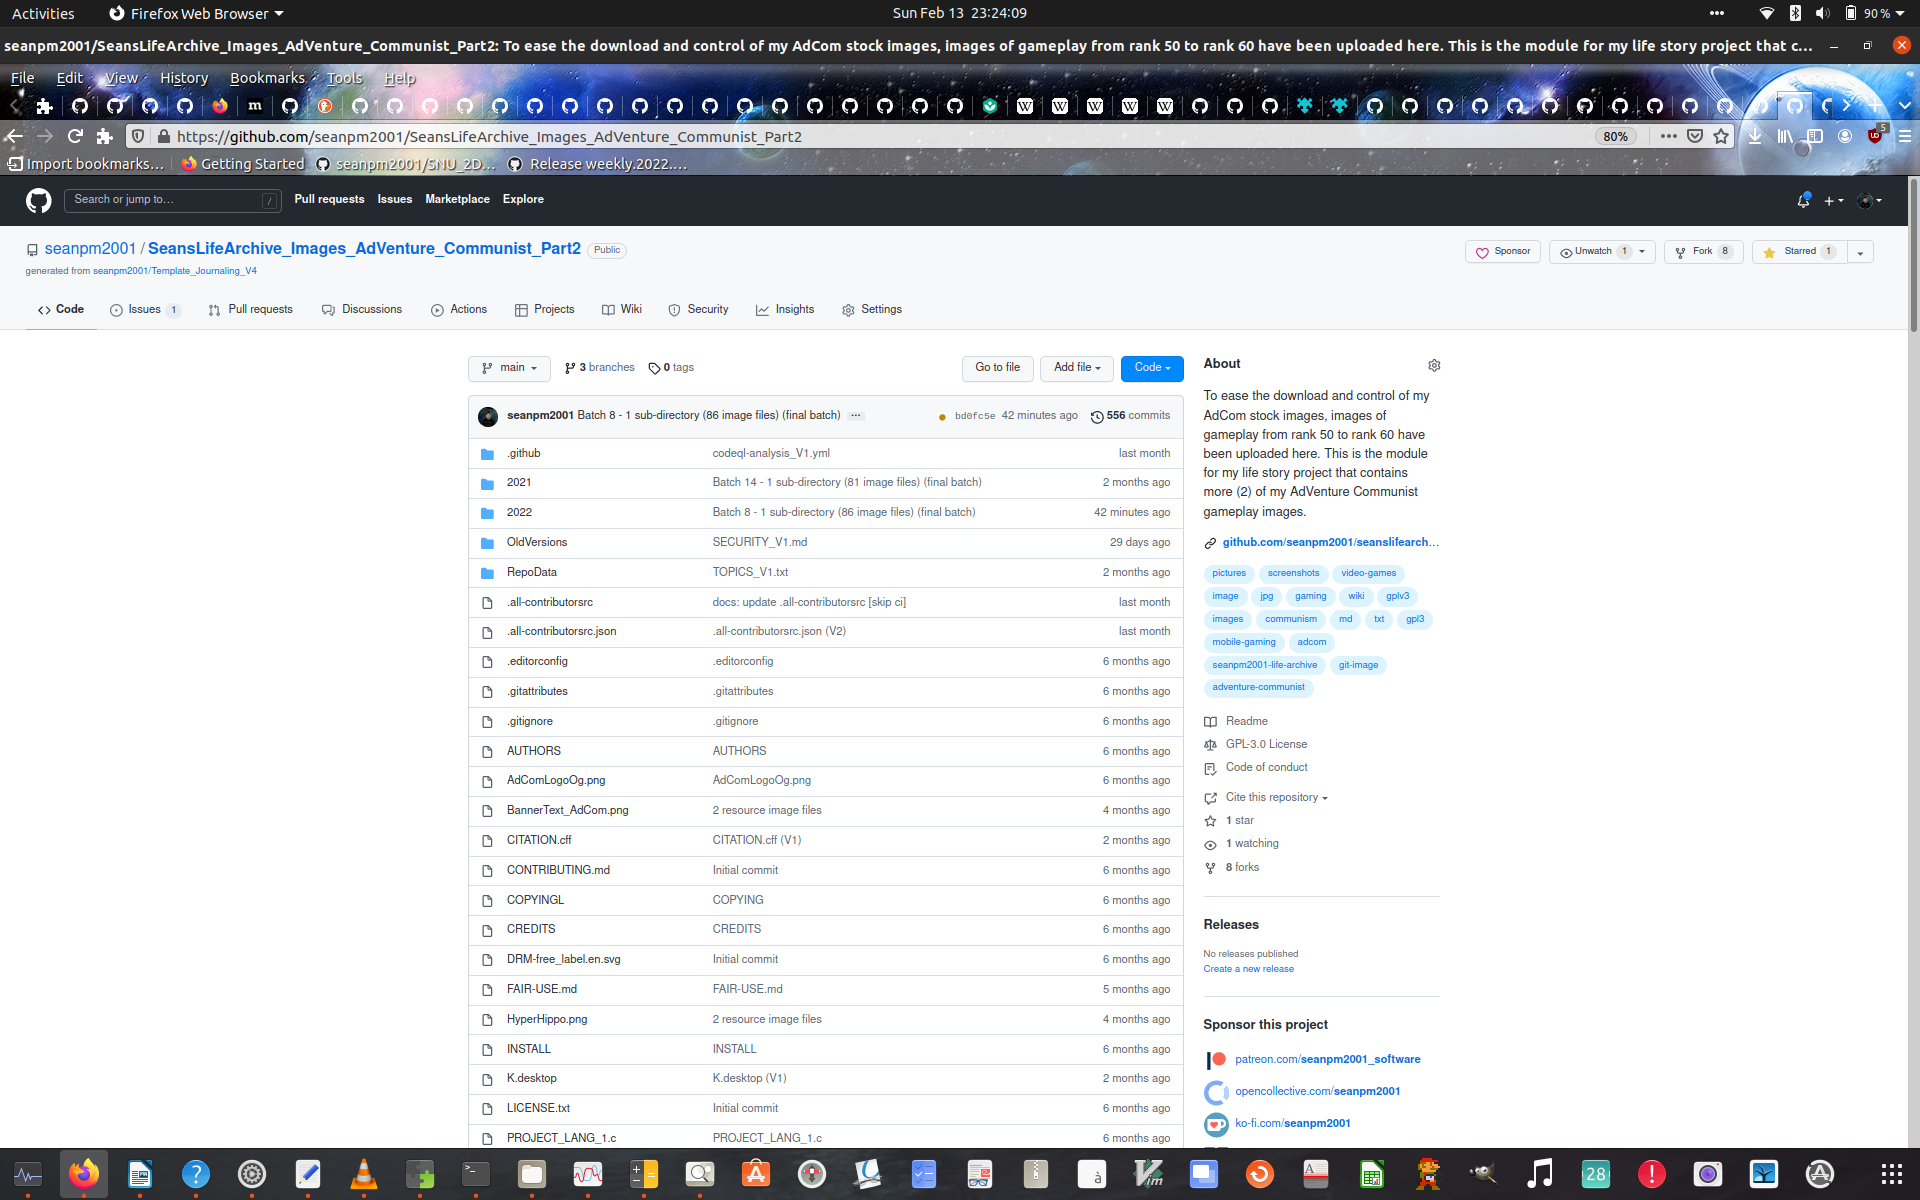 Activities Firefox Web Browser Sun Feb 13 23:24:09 90 %
seanpm2001/SeansLifeArchive_Images_AdVenture_Communist_Part2: To ease the download and control of my AdCom stock images, images of gameplay from rank 50 to rank 60 have been uploaded here. This is the module for my life story project that c...
File Edit View History Bookmarks Tools Help
https://github.com/seanpm2001/SeansLifeArchive_Images_AdVenture_Communist_Part2 80% 5
Import bookmarks... Getting Started seanpm2001/SNU_2D... Release weekly.2022....
Search or jump to... / Pull requests Issues Marketplace Explore
seanpm2001 / SeansLifeArchive_Images_AdVenture_Communist_Part2 Public
Sponsor Unwatch 1 Fork 8 Starred 1
generated from seanpm2001/Template_Journaling_V4
Code Issues 1 Pull requests Discussions Actions Projects Wiki Security Insights Settings
main 3 branches 0 tags Go to file Add file Code
seanpm2001 Batch 8 - 1 sub-directory (86 image files) (final batch) ... bd0fc5e 42 minutes ago 556 commits
.github codeql-analysis_V1.yml last month
2021 Batch 14 - 1 sub-directory (81 image files) (final batch) 2 months ago
2022 Batch 8 - 1 sub-directory (86 image files) (final batch) 42 minutes ago
OldVersions SECURITY_V1.md 29 days ago
RepoData TOPICS_V1.txt 2 months ago
.all-contributorsrc docs: update .all-contributorsrc [skip ci] last month
.all-contributorsrc.json .all-contributorsrc.json (V2) last month
.editorconfig .editorconfig 6 months ago
.gitattributes .gitattributes 6 months ago
.gitignore .gitignore 6 months ago
AUTHORS AUTHORS 6 months ago
AdComLogoOg.png AdComLogoOg.png 6 months ago
BannerText_AdCom.png 2 resource image files 4 months ago
CITATION.cff CITATION.cff (V1) 2 months ago
CONTRIBUTING.md Initial commit 6 months ago
COPYINGL COPYING 6 months ago
CREDITS CREDITS 6 months ago
DRM-free_label.en.svg Initial commit 6 months ago
FAIR-USE.md FAIR-USE.md 5 months ago
HyperHippo.png 2 resource image files 4 months ago
INSTALL INSTALL 6 months ago
K.desktop K.desktop (V1) 2 months ago
LICENSE.txt Initial commit 6 months ago
PROJECT_LANG_1.c PROJECT_LANG_1.c 6 months ago
About
To ease the download and control of my
AdCom stock images, images of
gameplay from rank 50 to rank 60 have
been uploaded here. This is the module
for my life story project that contains
more (2) of my AdVenture Communist
gameplay images.
github.com/seanpm2001/seanslifearch...
pictures screenshots video-games
image jpg gaming wiki gplv3
images communism md txt gpl3
mobile-gaming adcom
seanpm2001-life-archive git-image
adventure-communist
Readme
GPL-3.0 License
Code of conduct
Cite this repository
1 star
1 watching
8 forks
Releases
No releases published
Create a new release
Sponsor this project
patreon.com/seanpm2001_software
opencollective.com/seanpm2001
ko-fi.com/seanpm2001
28